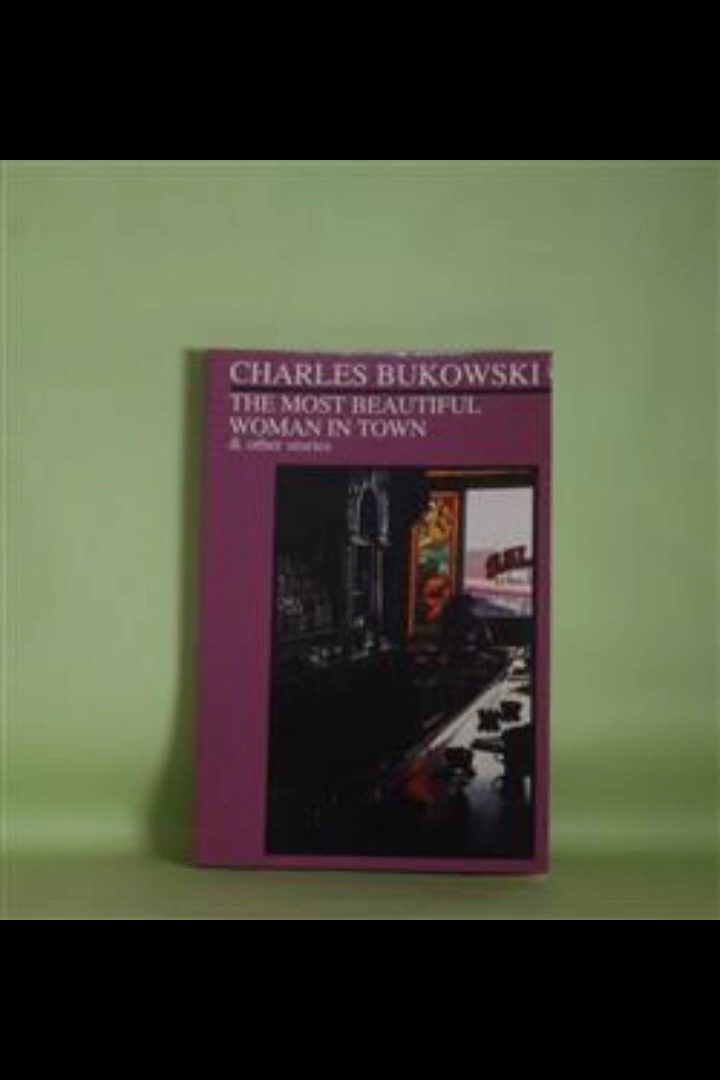 CHARLES BUKOWSKI
THE MOST BEAUTIFUL
WOMAN IN TOWN
& other stories